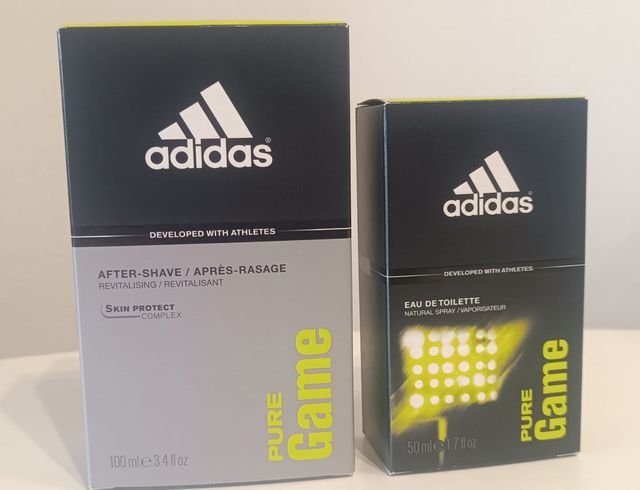 adidas®
DEVELOPED WITH ATHLETES
AFTER-SHAVE / APRÈS-RASAGE
REVITALISING / REVITALISANT
SKIN PROTECT
COMPLEX
PURE
Game
100 ml e 3.4 fl oz
adidas
DEVELOPED WITH ATHLETES
EAU DE TOILETTE
NATURAL SPRAY / VAPORISATEUR
PURE
Game
50 ml e 1.7 fl oz